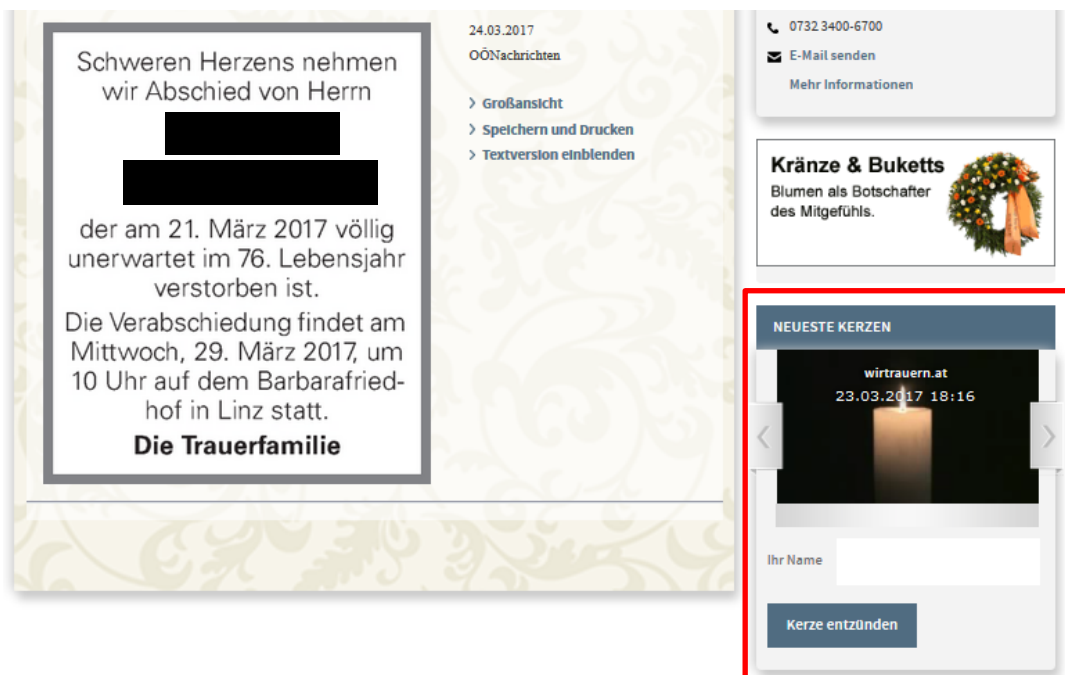 Schweren Herzens nehmen
wir Abschied von Herrn
der am 21. März 2017 völlig
unerwartet im 76. Lebensjahr
verstorben ist.
Die Verabschiedung findet am
Mittwoch, 29. März 2017, um
10 Uhr auf dem Barbarafried-
hof in Linz statt.
Die Trauerfamilie
24.03.2017
OÖNachrichten
Großansicht
Speichern und Drucken
Textversion einblenden
0732 3400-6700
E-Mail senden
Mehr Informationen
Kränze & Buketts
Blumen als Botschafter
des Mitgefühls.
NEUESTE KERZEN
wirtrauern.at
23.03.2017 18:16
Ihr Name
Kerze entzünden